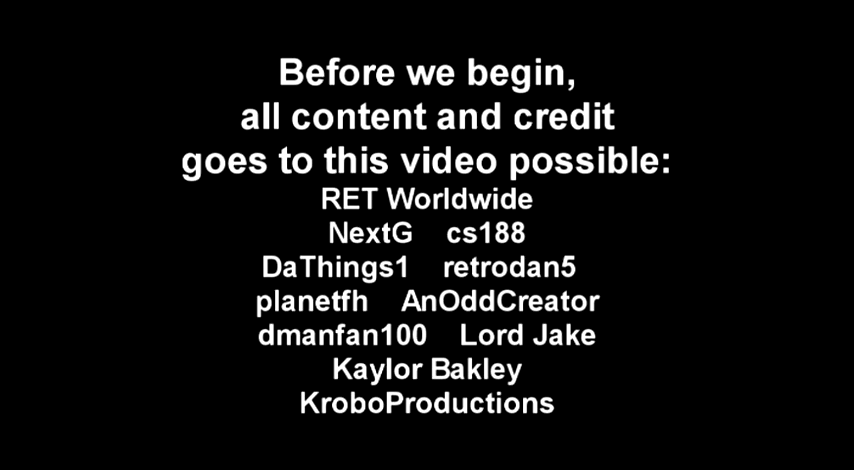 Before we begin,
all content and credit
goes to this video possible:
RET Worldwide
NextG cs188
DaThings1 retrodan5
planetfh AnOddCreator
dmanfan100 Lord Jake
Kaylor Bakley
KroboProductions